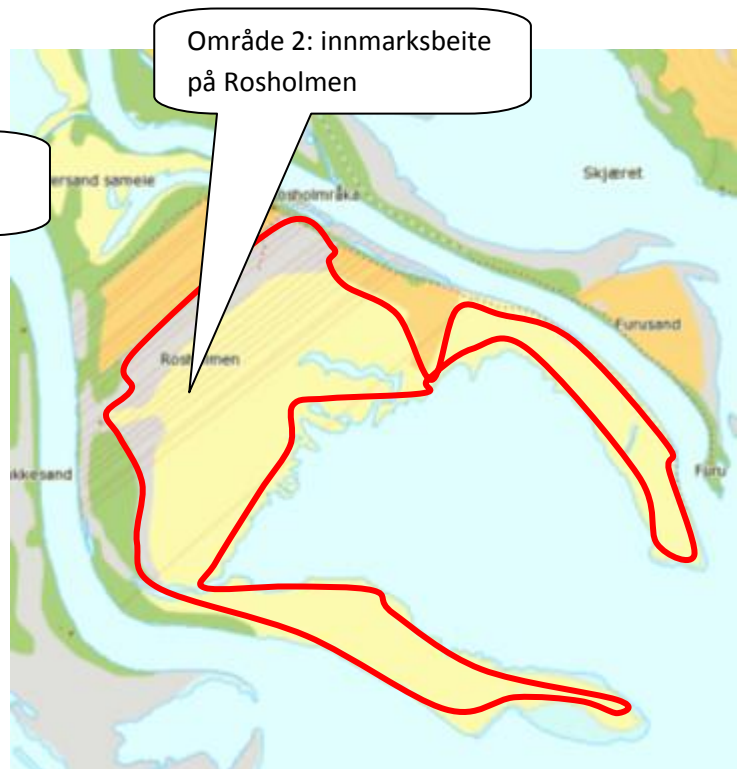 Område 2: innmarksbeite
på Rosholmen
Skjæret
ersand sameie
osholmråka
Furusand
Rosholmen
Furu
kkesand